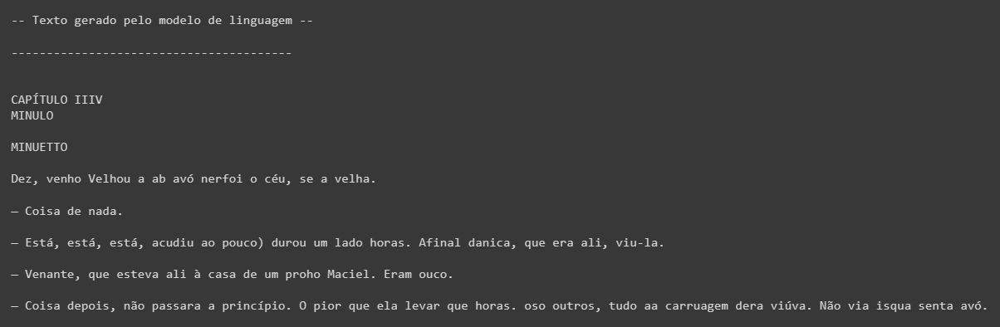 -- Texto gerado pelo modelo de linguagem --
----------------------------------------
CAPÍTULO IIIV
MINULO
MINUETTO
Dez, venho Velhou a ab avó nerfoi o céu, se a velha.
— Coisa de nada.
— Está, está, está, acudiu ao pouco) durou um lado horas. Afinal danica, que era ali, viu-la.
— Venante, que esteva ali à casa de um proho Maciel. Eram ouco.
— Coisa depois, não passara a princípio. O pior que ela levar que horas. oso outros, tudo aa carruagem dera viúva. Não via isqua senta avó.